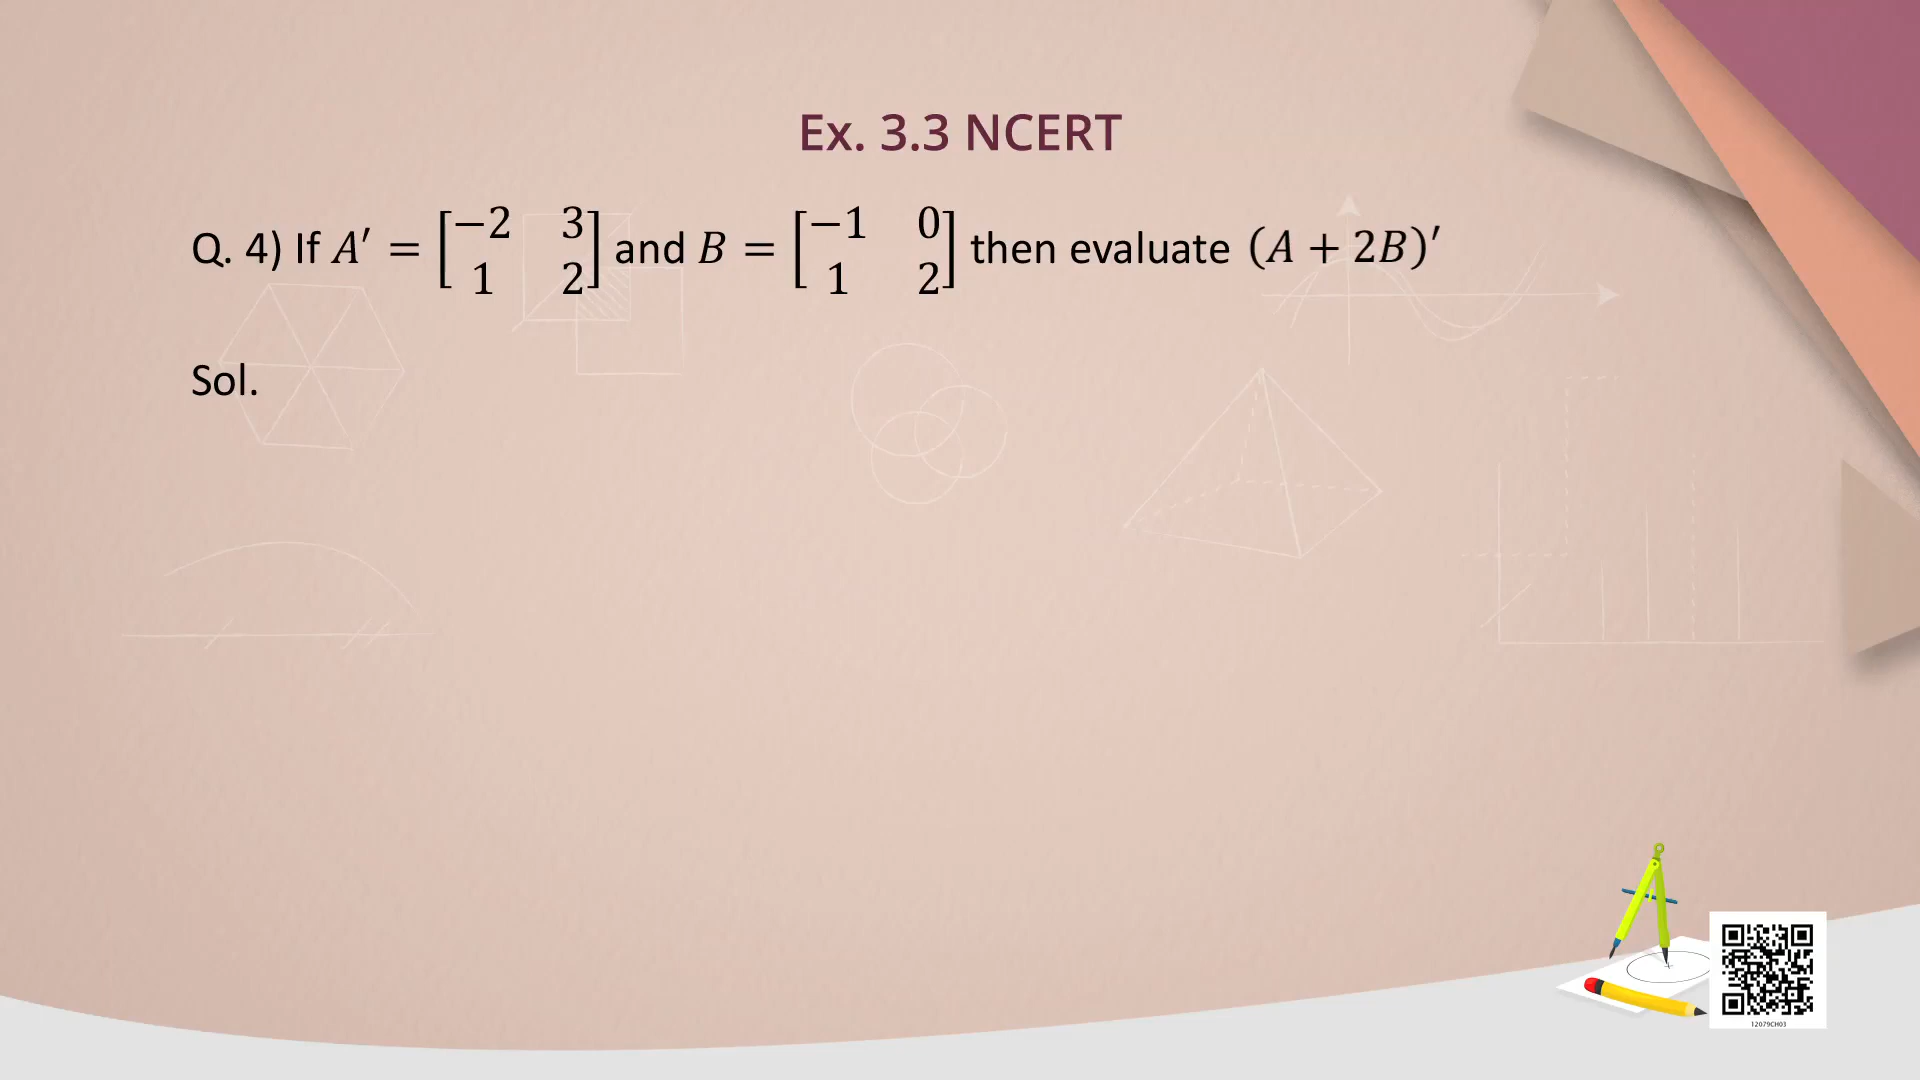 Ex. 3.3 NCERT
Q. 4) If A′ = [−2 3; 1 2] and B = [−1 0; 1 2] then evaluate (A + 2B)′
Sol.
12079CH03